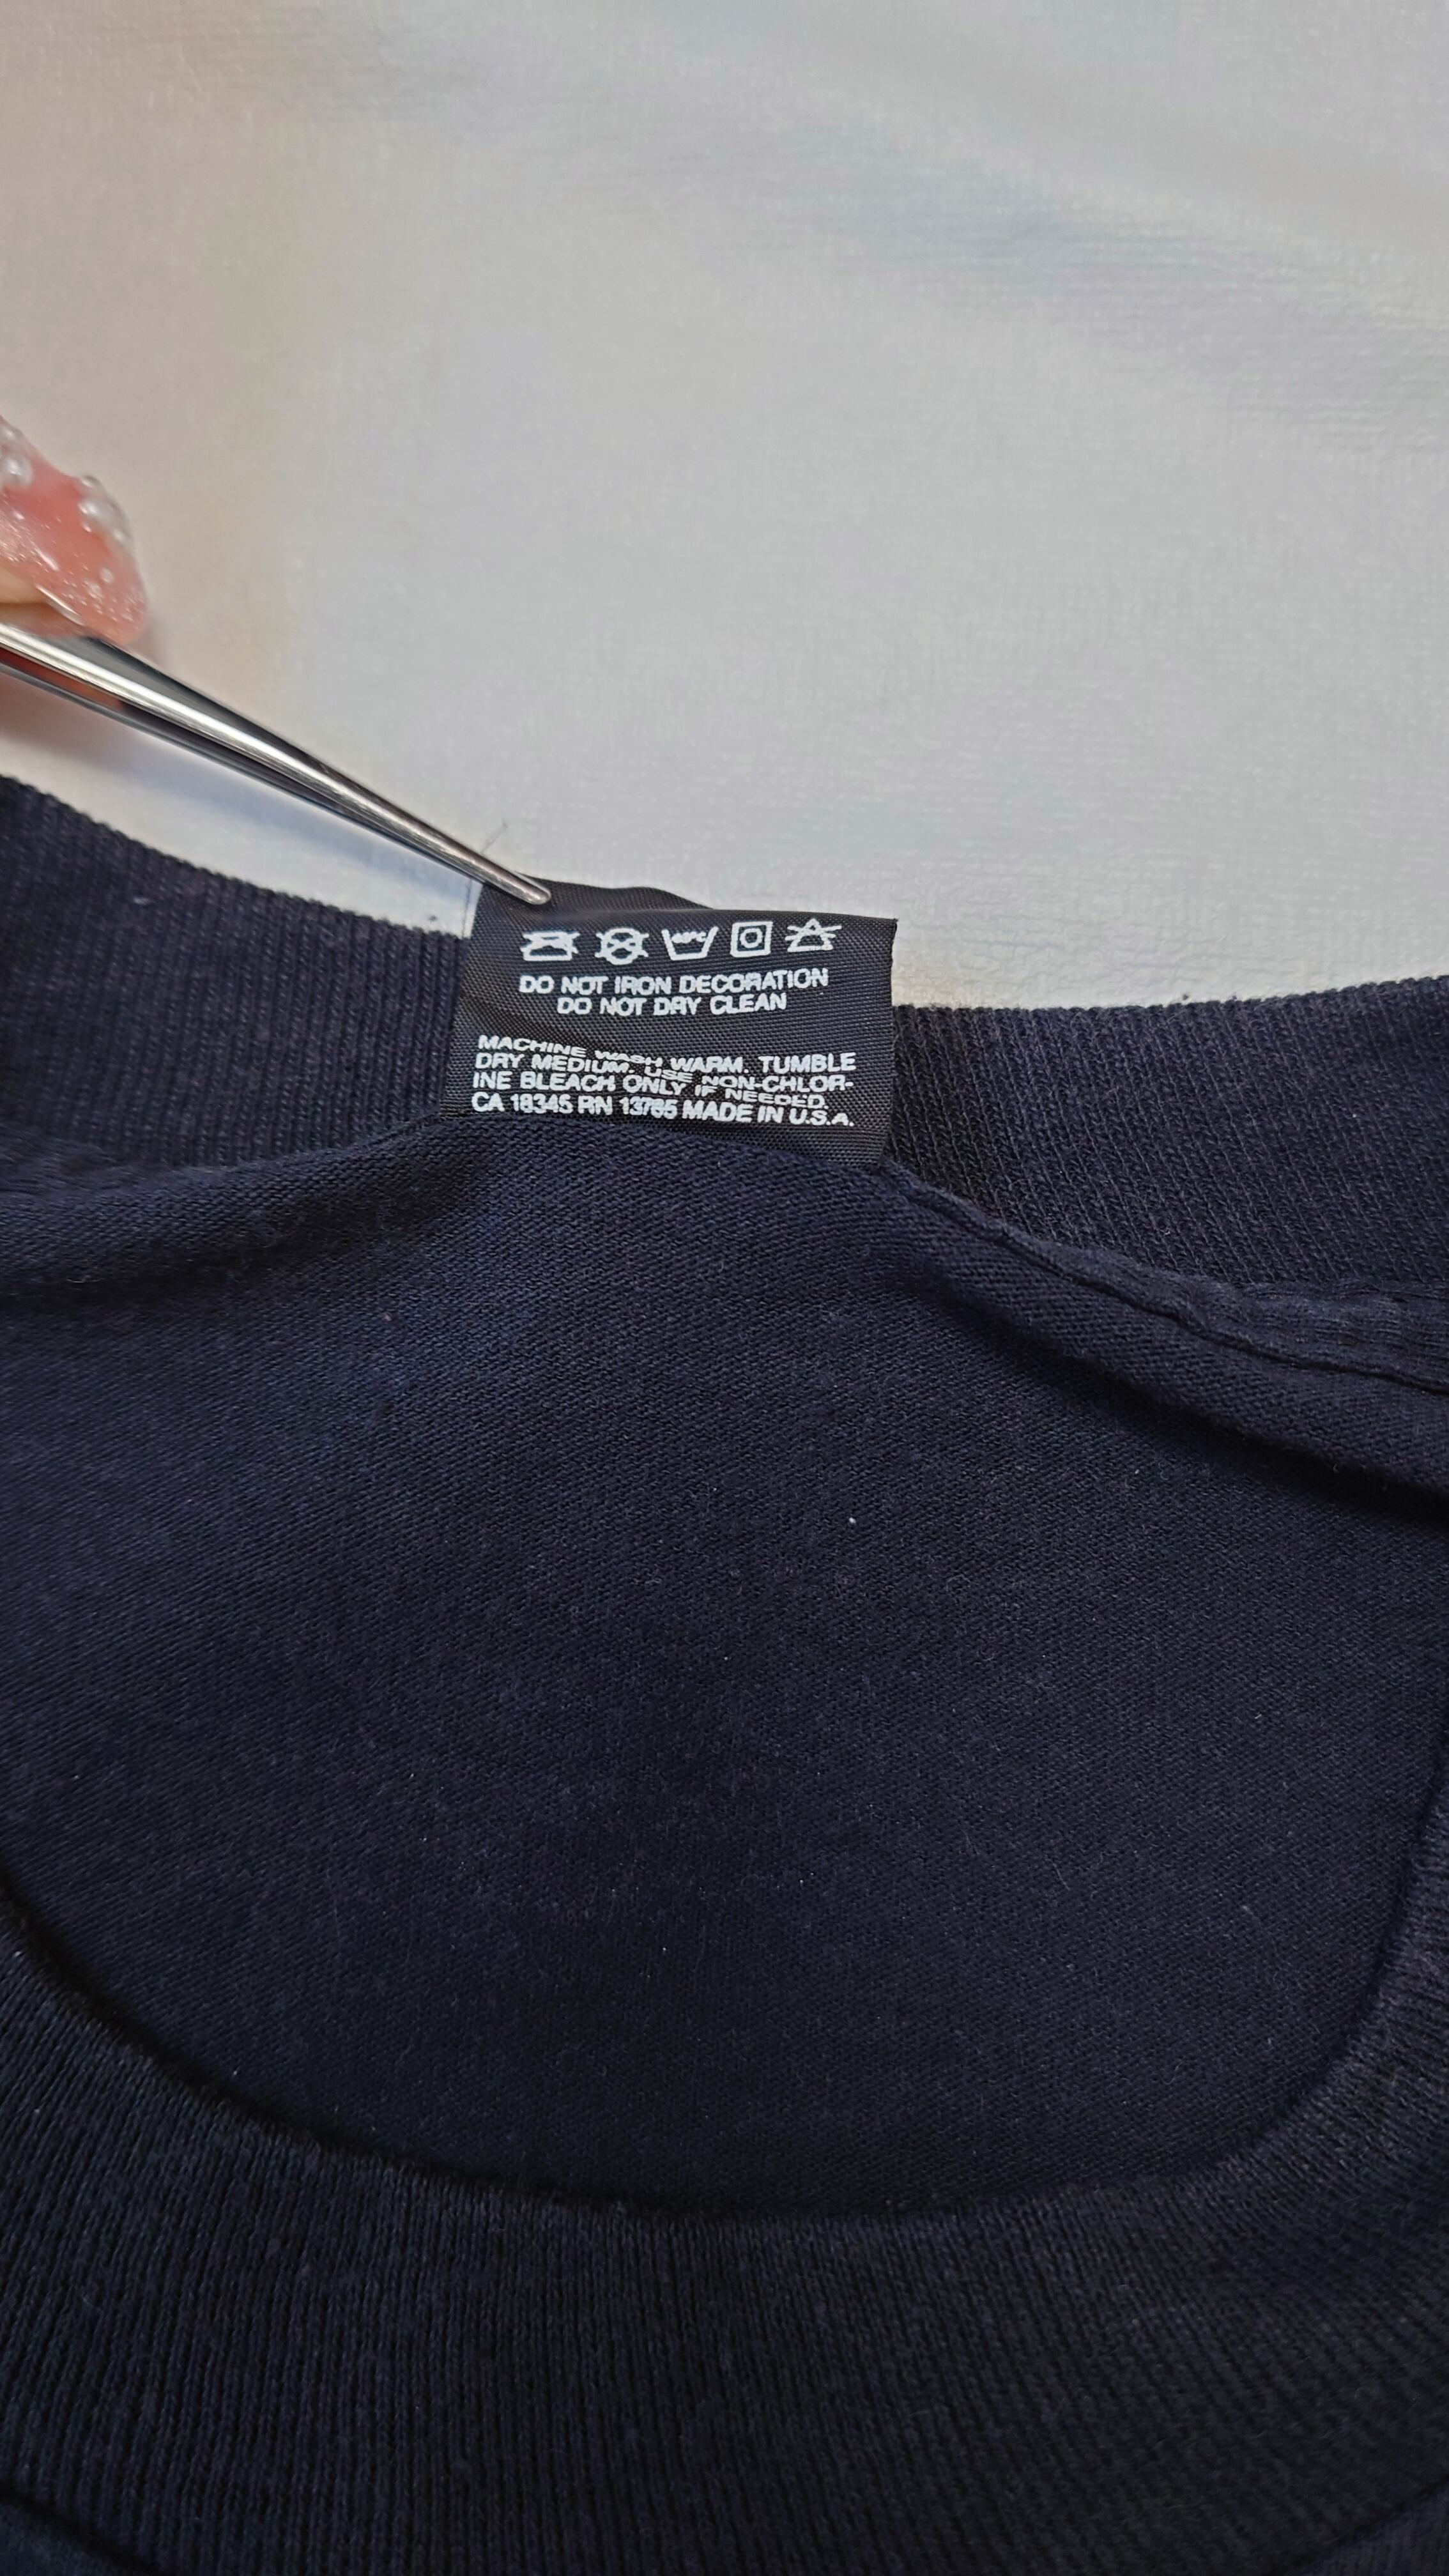 DO NOT IRON DECORATION
DO NOT DRY CLEAN
MACHINE WASH WARM. TUMBLE
DRY MEDIUM. USE NON-CHLOR-
INE BLEACH ONLY IF NEEDED.
CA 18345 RN 13765 MADE IN U.S.A.